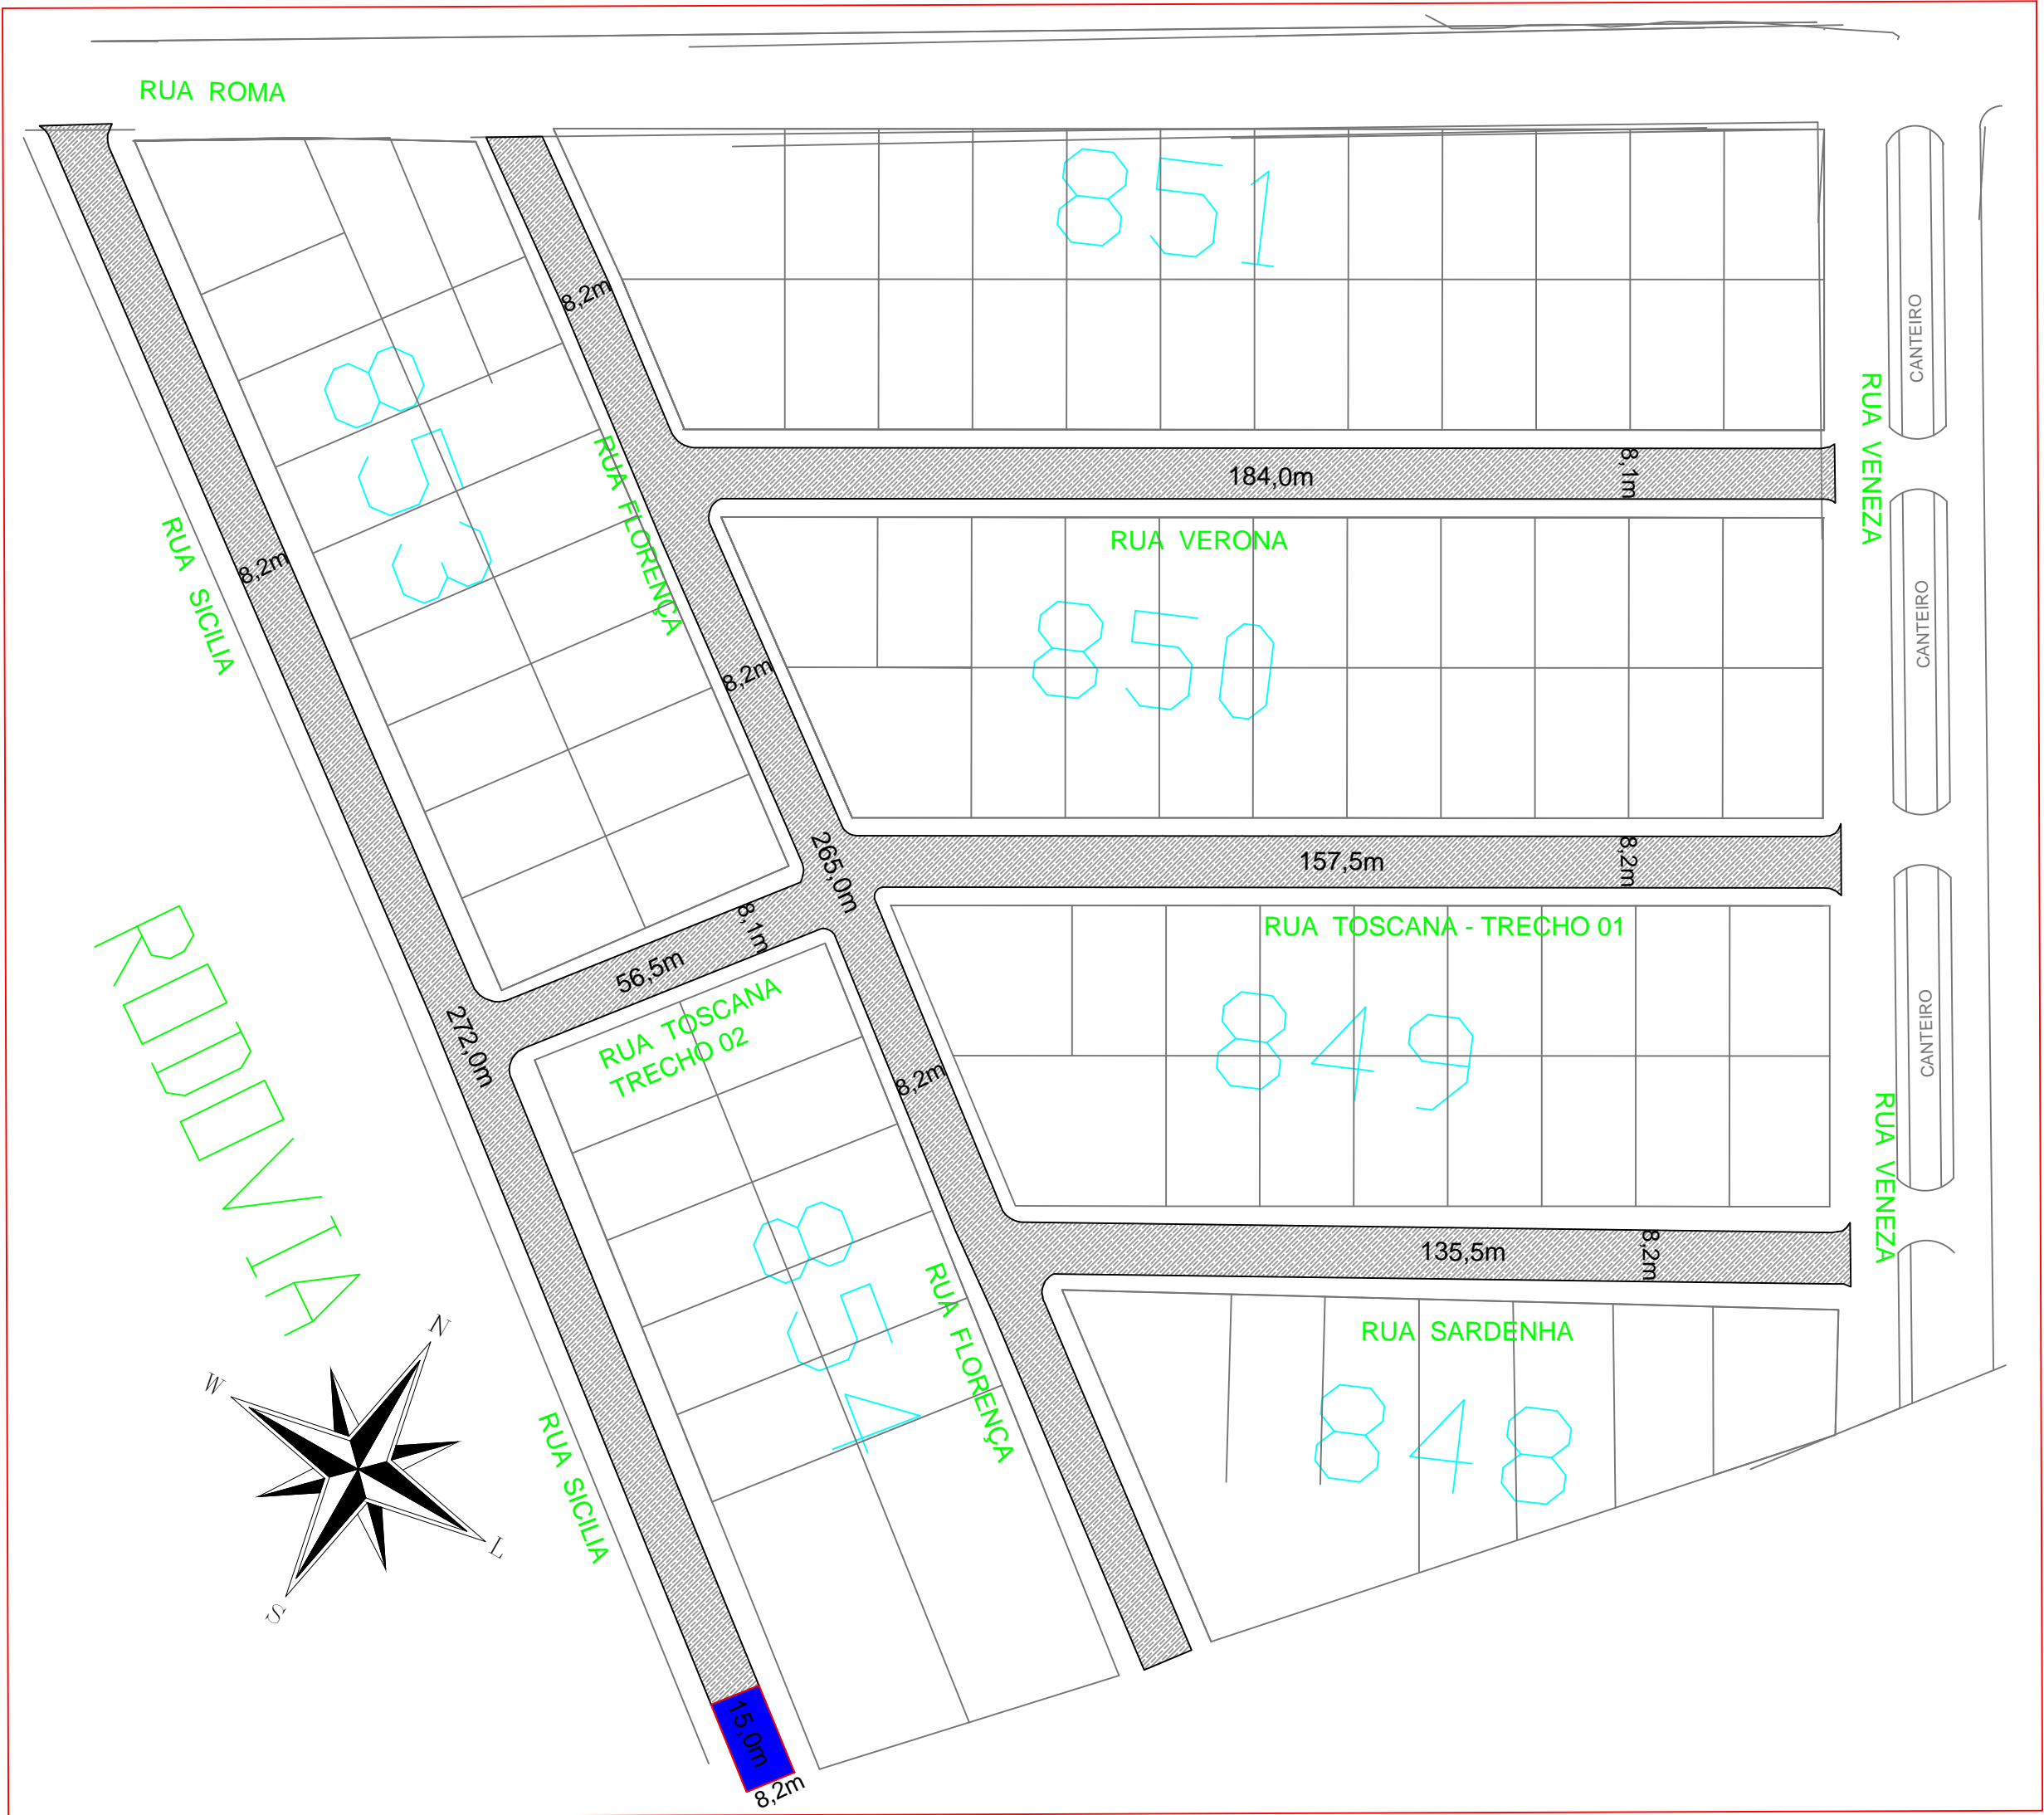 RUA ROMA
851
8,2m
CANTEIRO
853
RUA FLORENÇA
184,0m
8,1m
RUA VENEZA
RUA SICILIA
8,2m
RUA VERONA
CANTEIRO
850
8,2m
265,0m
157,5m
8,2m
RODOVIA
8,1m
56,5m
RUA TOSCANA - TRECHO 01
272,0m
RUA TOSCANA
TRECHO 02
849
CANTEIRO
8,2m
RUA VENEZA
854
RUA FLORENÇA
135,5m
8,2m
RUA SARDENHA
848
N
W
L
S
RUA SICILIA
15,0m
8,2m